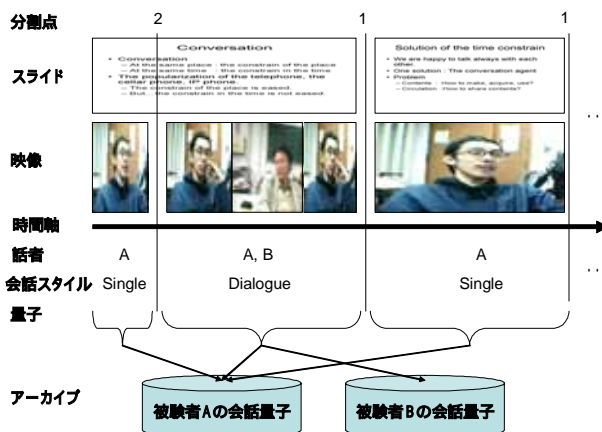 分割点 2 1 1
スライド
Conversation
• Conversation
– At the same place : the constrain of the place
– At the same time : the constrain in the time
• The popularization of the telephone, the
cellar phone, IP phone.
– The constrain of the place is eased.
– But.. the constrain in the time is not eased.
Solution of the time constrain
• We are happy to talk always with each
other.
• One solution : The conversation agent
• Problem
– Contents : How to make, acquire, use?
– Circulation : How to share contents?
映像
時間軸
話者 A A, B A
会話スタイル Single Dialogue Single
量子
アーカイブ
被験者Aの会話量子 被験者Bの会話量子